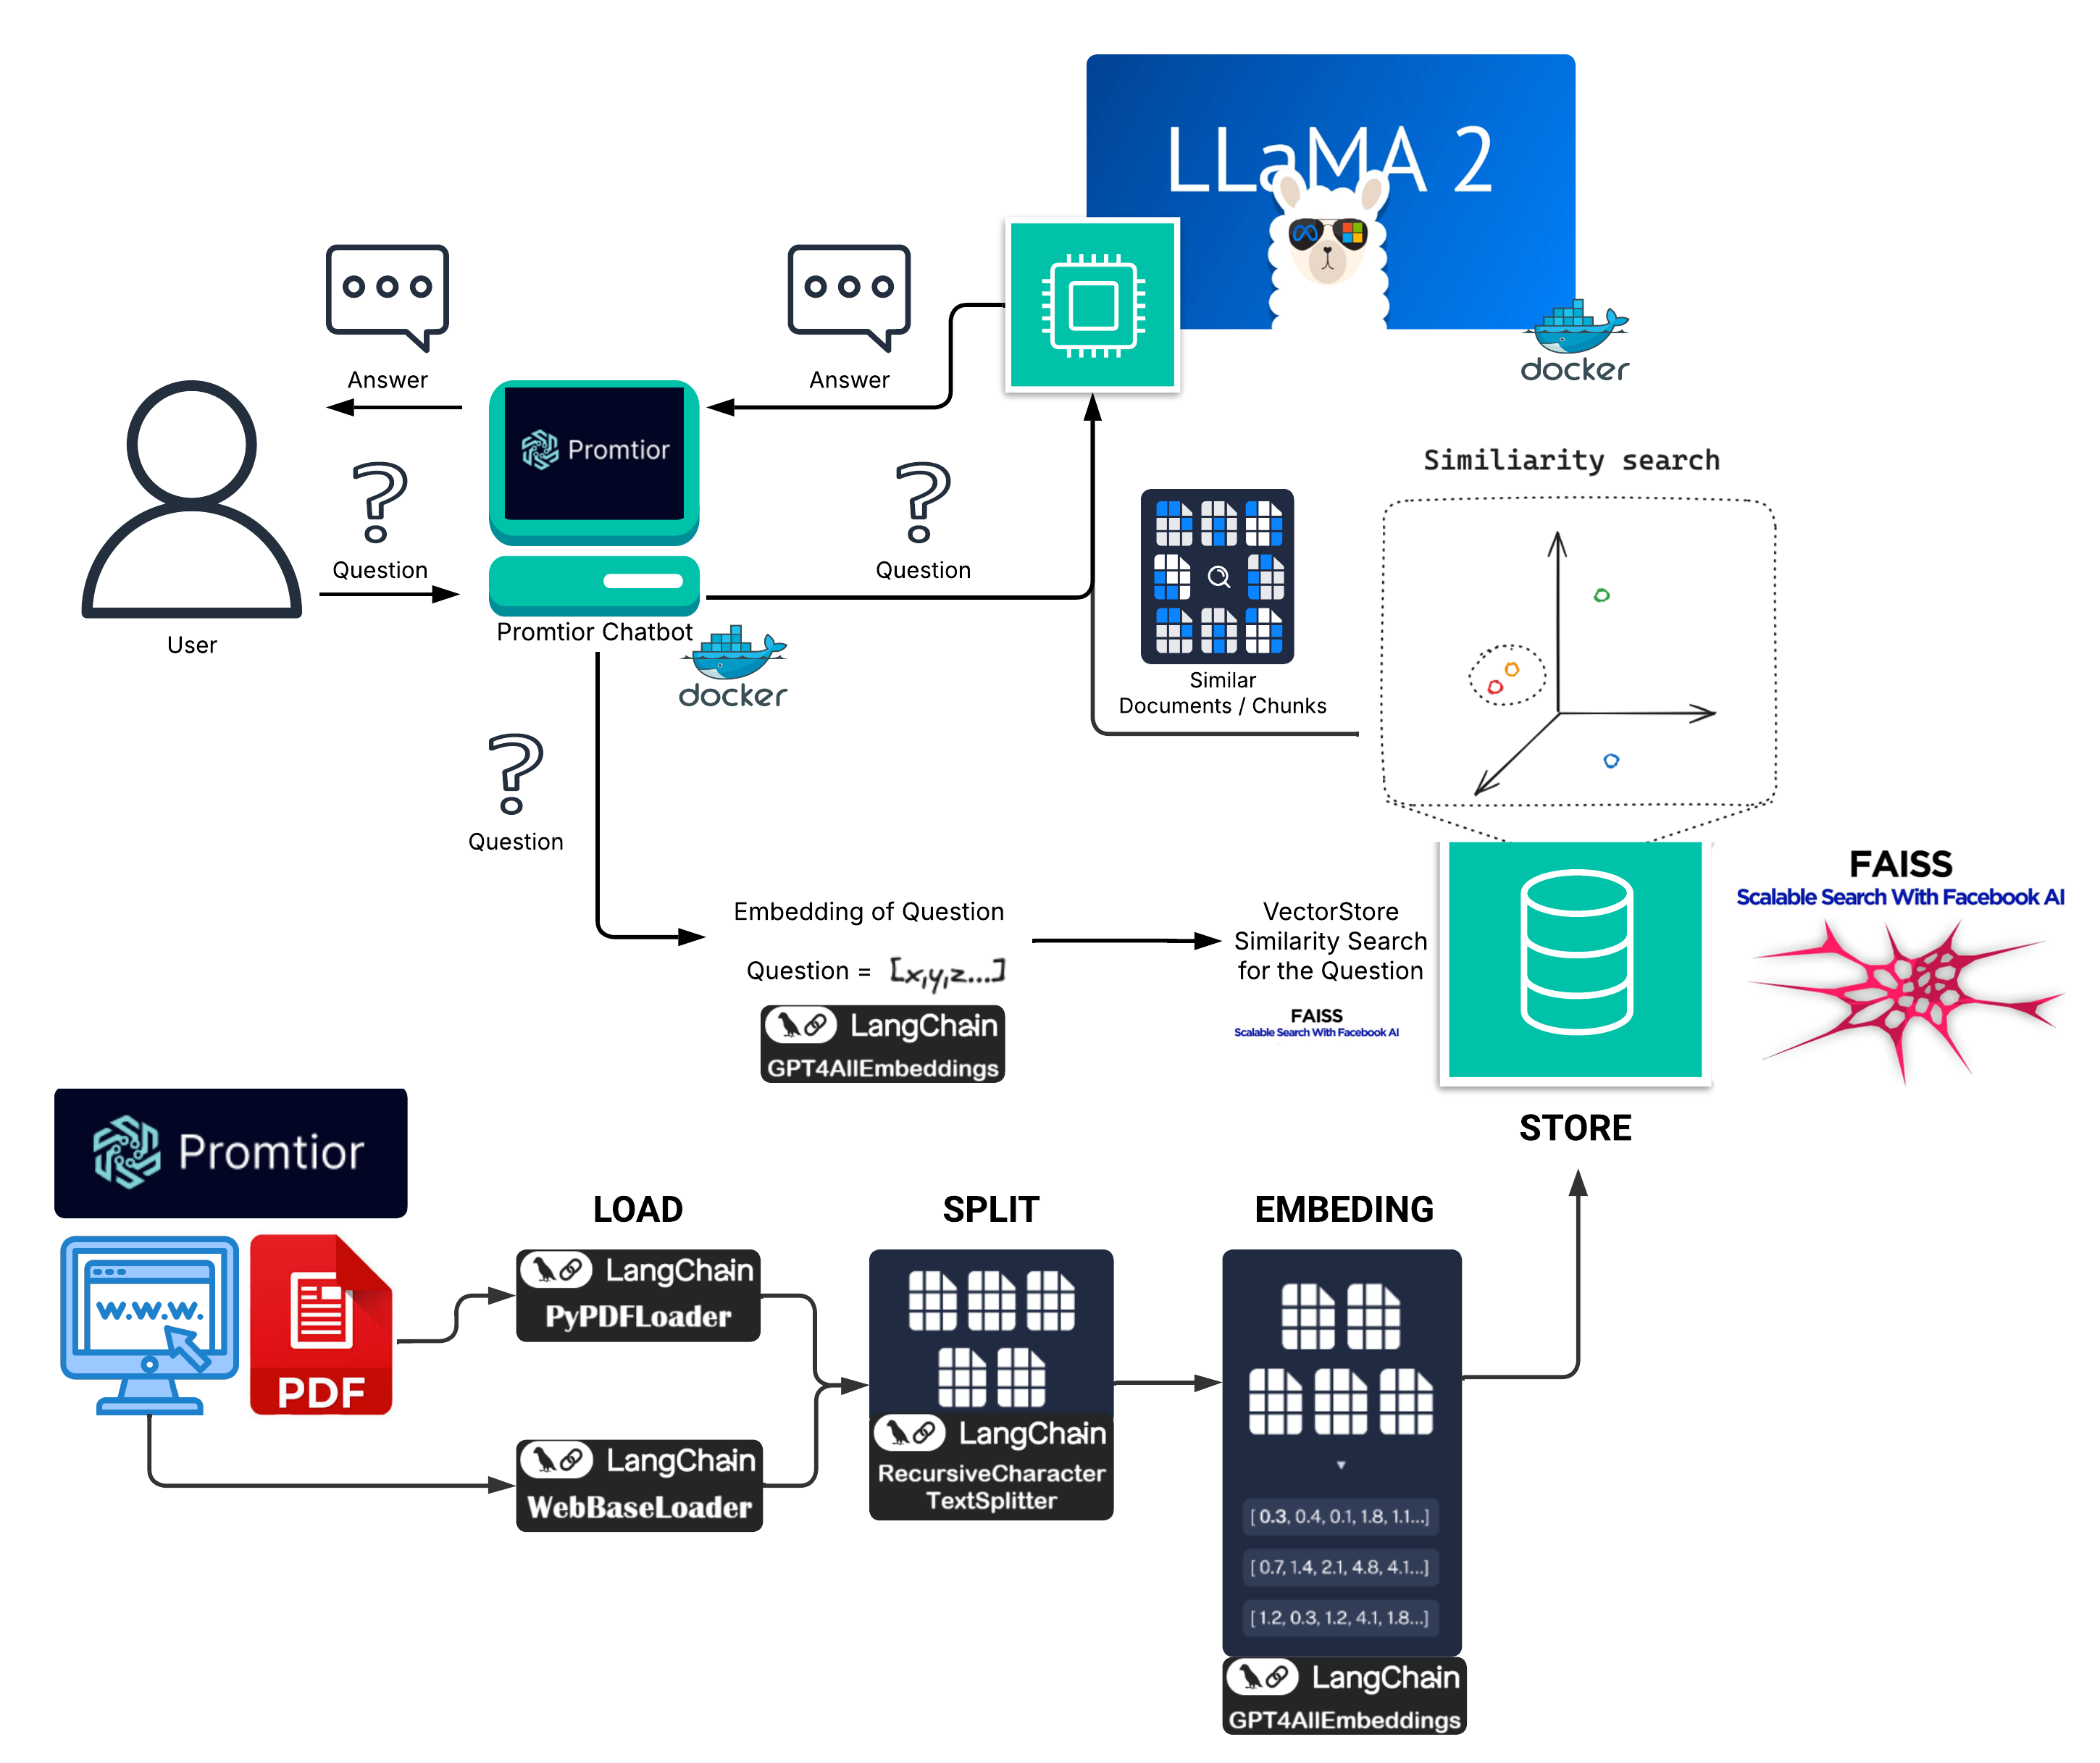 LLaMA 2
docker
Answer
Answer
Promtior
Question
Question
User
Promtior Chatbot
docker
Similiarity search
Similar
Documents / Chunks
Question
Embedding of Question
Question = [x,y,z...]
LangChain
GPT4AllEmbeddings
VectorStore
Similarity Search
for the Question
FAISS
Scalable Search With Facebook AI
FAISS
Scalable Search With Facebook AI
STORE
Promtior
w.w.w.
PDF
LOAD
LangChain
PyPDFLoader
LangChain
WebBaseLoader
SPLIT
LangChain
RecursiveCharacter
TextSplitter
EMBEDING
[ 0.3, 0.4, 0.1, 1.8, 1.1...]
[ 0.7, 1.4, 2.1, 4.8, 4.1...]
[ 1.2, 0.3, 1.2, 4.1, 1.8...]
LangChain
GPT4AllEmbeddings